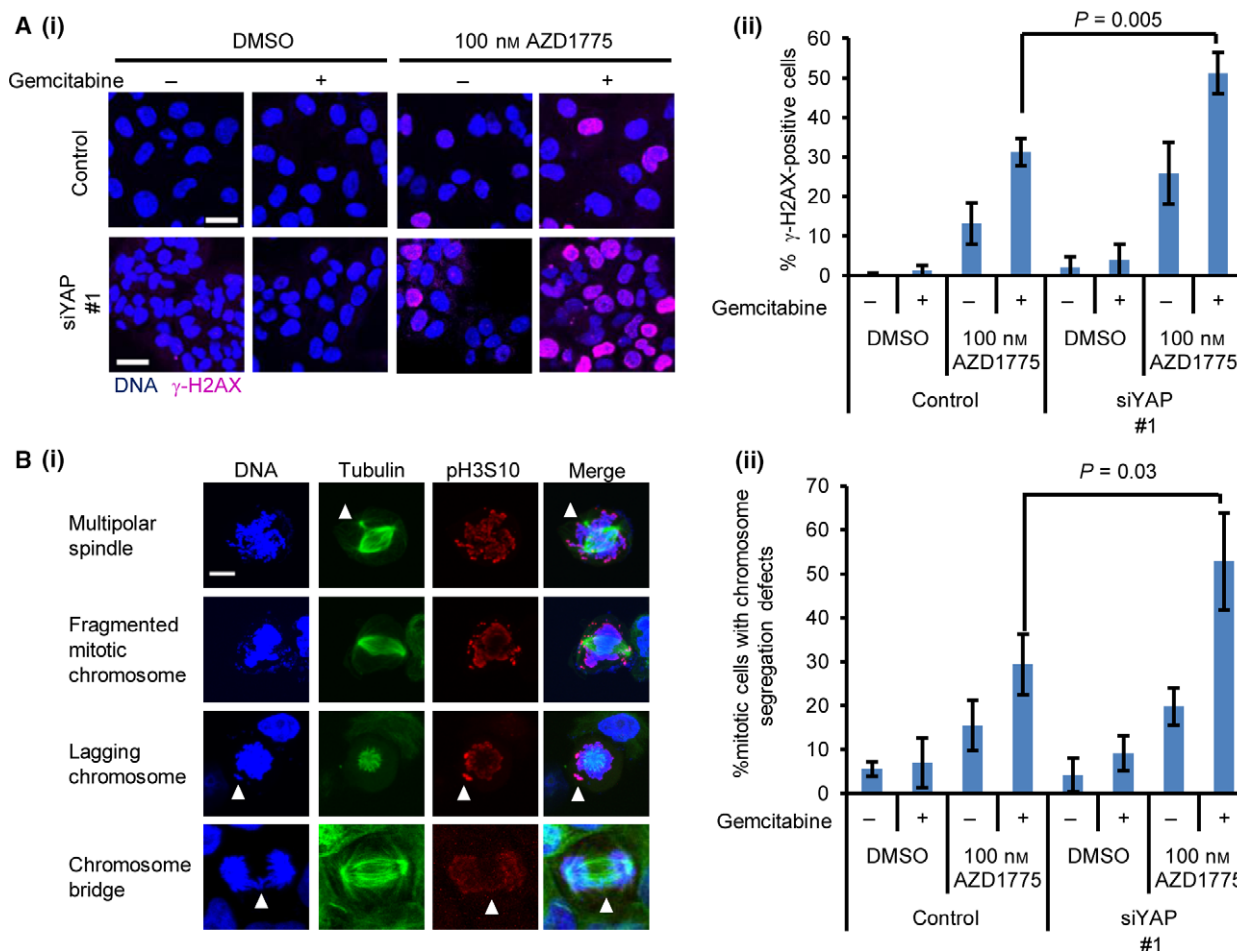 A (i)
DMSO 100 nM AZD1775
Gemcitabine – + – +
Control
siYAP
#1
DNA γ-H2AX
(ii)
P = 0.005
% γ-H2AX-positive cells
60
50
40
30
20
10
0
Gemcitabine – + – + – + – +
DMSO 100 nM DMSO 100 nM
AZD1775 AZD1775
Control siYAP
#1
B (i)
DNA Tubulin pH3S10 Merge
Multipolar
spindle
Fragmented
mitotic
chromosome
Lagging
chromosome
Chromosome
bridge
(ii)
P = 0.03
%mitotic cells with chromosome
segregation defects
70
60
50
40
30
20
10
0
Gemcitabine – + – + – + – +
DMSO 100 nM DMSO 100 nM
AZD1775 AZD1775
Control siYAP
#1